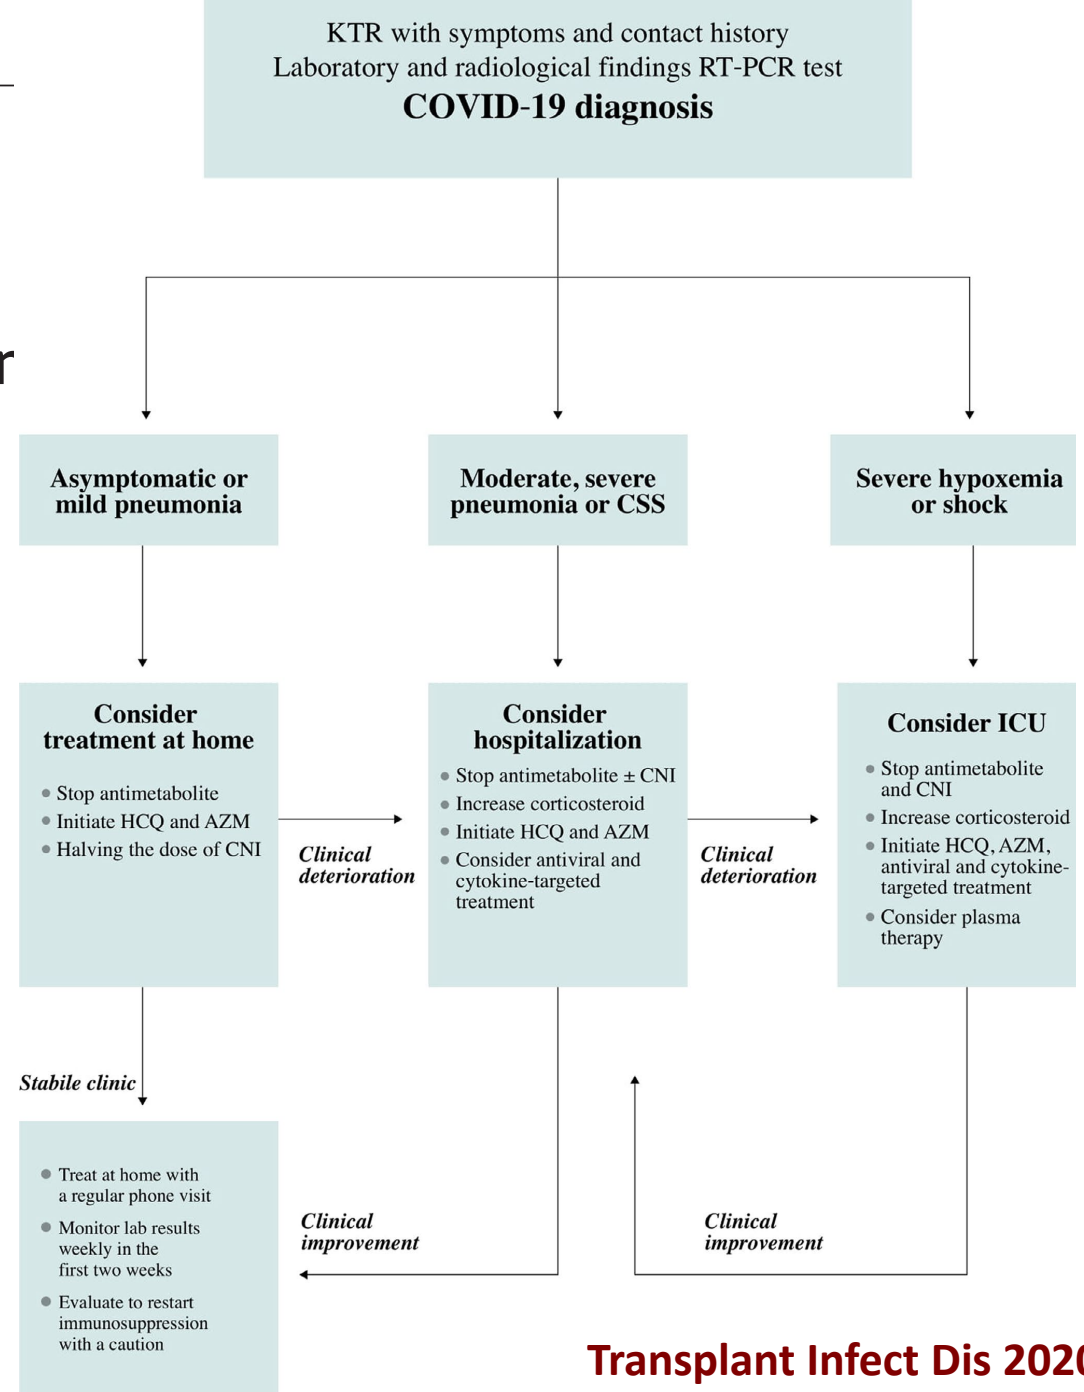 KTR with symptoms and contact history
Laboratory and radiological findings RT-PCR test
COVID-19 diagnosis
r
Asymptomatic or
mild pneumonia
Moderate, severe
pneumonia or CSS
Severe hypoxemia
or shock
Consider
treatment at home
• Stop antimetabolite
• Initiate HCQ and AZM
• Halving the dose of CNI
Clinical
deterioration
Consider
hospitalization
• Stop antimetabolite ± CNI
• Increase corticosteroid
• Initiate HCQ and AZM
• Consider antiviral and
cytokine-targeted
treatment
Clinical
deterioration
Consider ICU
• Stop antimetabolite
and CNI
• Increase corticosteroid
• Initiate HCQ, AZM,
antiviral and cytokine-
targeted treatment
• Consider plasma
therapy
Stabile clinic
• Treat at home with
a regular phone visit
• Monitor lab results
weekly in the
first two weeks
• Evaluate to restart
immunosuppression
with a caution
Clinical
improvement
Clinical
improvement
Transplant Infect Dis 2020